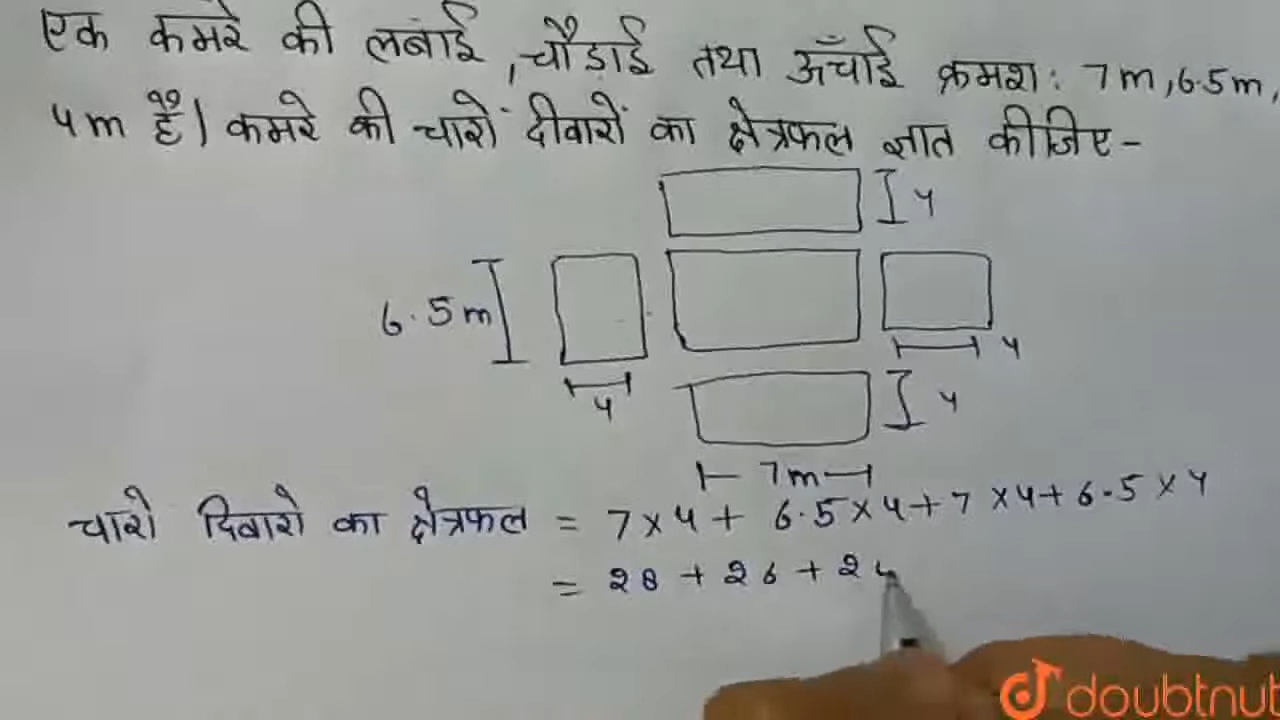 एक कमरे की लंबाई, चौड़ाई तथा ऊँचाई क्रमश: 7m, 6.5m,
4m है। कमरे की चारों दीवारों का क्षेत्रफल ज्ञात कीजिए -
4
6.5m
4
4
4
7m
चारो दिवारो का क्षेत्रफल = 7 × 4 + 6.5 × 4 + 7 × 4 + 6.5 × 4
= 28 + 26 + 2
doubtnut